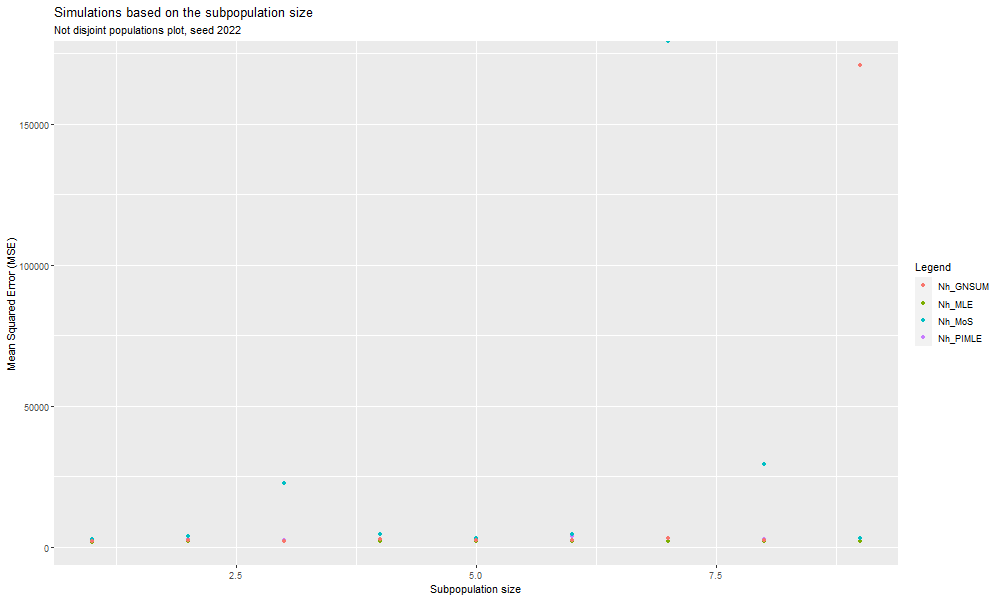 Simulations based on the subpopulation size
Not disjoint populations plot, seed 2022
Mean Squared Error (MSE)
150000
100000
50000
0
2.5
5.0
7.5
Subpopulation size
Legend
Nh_GNSUM
Nh_MLE
Nh_MoS
Nh_PIMLE